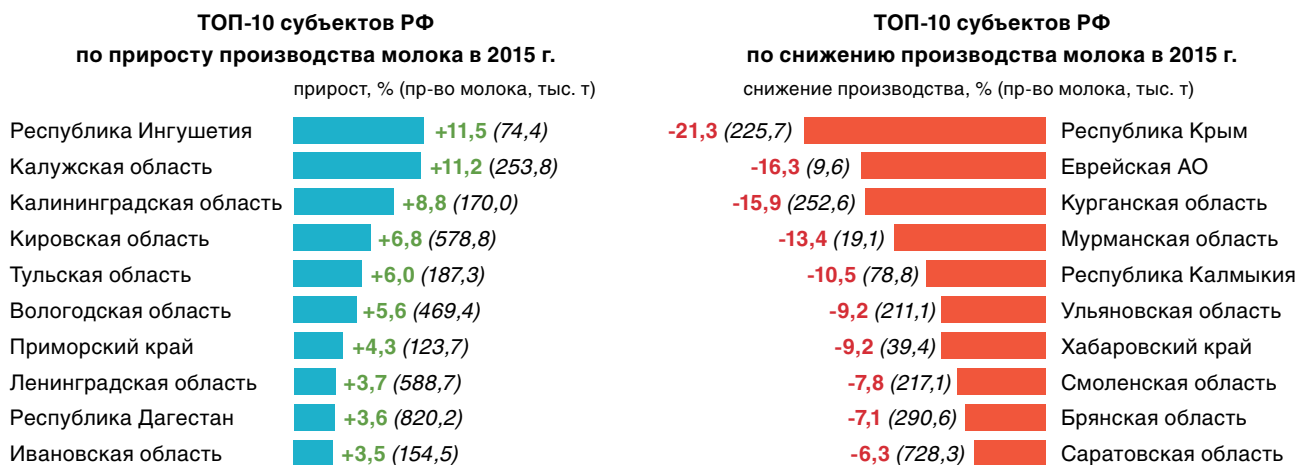 ТОП-10 субъектов РФ
по приросту производства молока в 2015 г.
прирост, % (пр-во молока, тыс. т)
Республика Ингушетия +11,5 (74,4)
Калужская область +11,2 (253,8)
Калининградская область +8,8 (170,0)
Кировская область +6,8 (578,8)
Тульская область +6,0 (187,3)
Вологодская область +5,6 (469,4)
Приморский край +4,3 (123,7)
Ленинградская область +3,7 (588,7)
Республика Дагестан +3,6 (820,2)
Ивановская область +3,5 (154,5)
ТОП-10 субъектов РФ
по снижению производства молока в 2015 г.
снижение производства, % (пр-во молока, тыс. т)
-21,3 (225,7) Республика Крым
-16,3 (9,6) Еврейская АО
-15,9 (252,6) Курганская область
-13,4 (19,1) Мурманская область
-10,5 (78,8) Республика Калмыкия
-9,2 (211,1) Ульяновская область
-9,2 (39,4) Хабаровский край
-7,8 (217,1) Смоленская область
-7,1 (290,6) Брянская область
-6,3 (728,3) Саратовская область